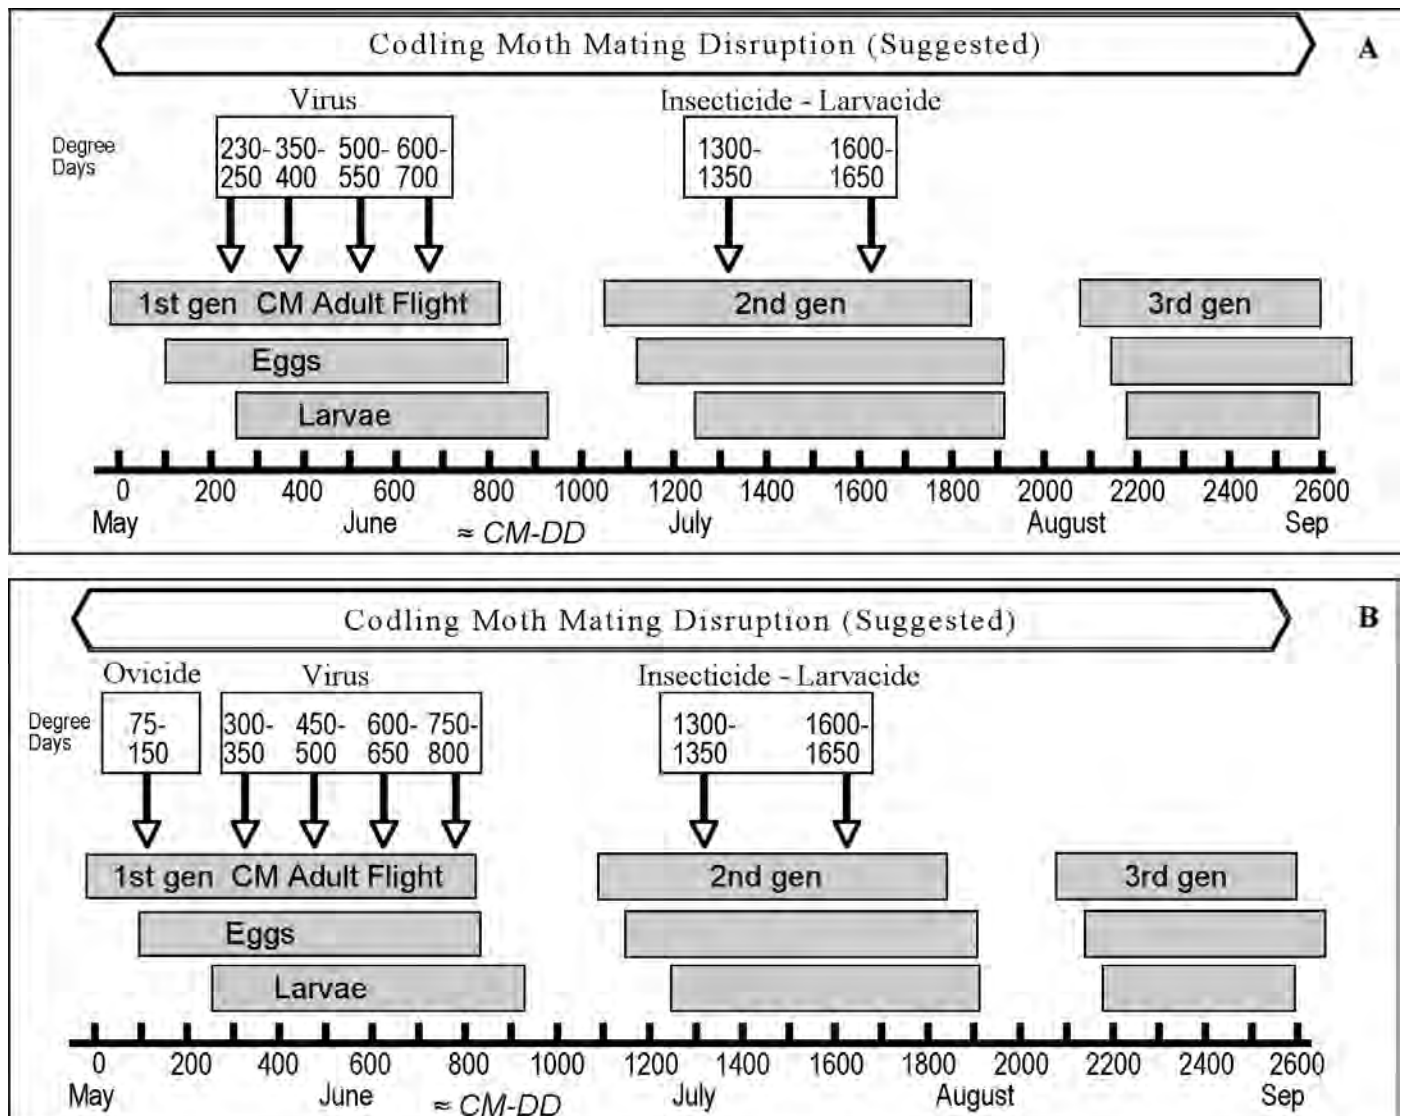 Codling Moth Mating Disruption (Suggested)
A
Virus
Insecticide - Larvacide
Degree
Days
230- 350- 500- 600-
250 400 550 700
1300- 1600-
1350 1650
1st gen CM Adult Flight
2nd gen
3rd gen
Eggs
Larvae
0 200 400 600 800 1000 1200 1400 1600 1800 2000 2200 2400 2600
May June ≈ CM-DD July August Sep
Codling Moth Mating Disruption (Suggested)
B
Ovicide
Virus
Insecticide - Larvacide
Degree
Days
75-
150
300- 450- 600- 750-
350 500 650 800
1300- 1600-
1350 1650
1st gen CM Adult Flight
2nd gen
3rd gen
Eggs
Larvae
0 200 400 600 800 1000 1200 1400 1600 1800 2000 2200 2400 2600
May June ≈ CM-DD July August Sep